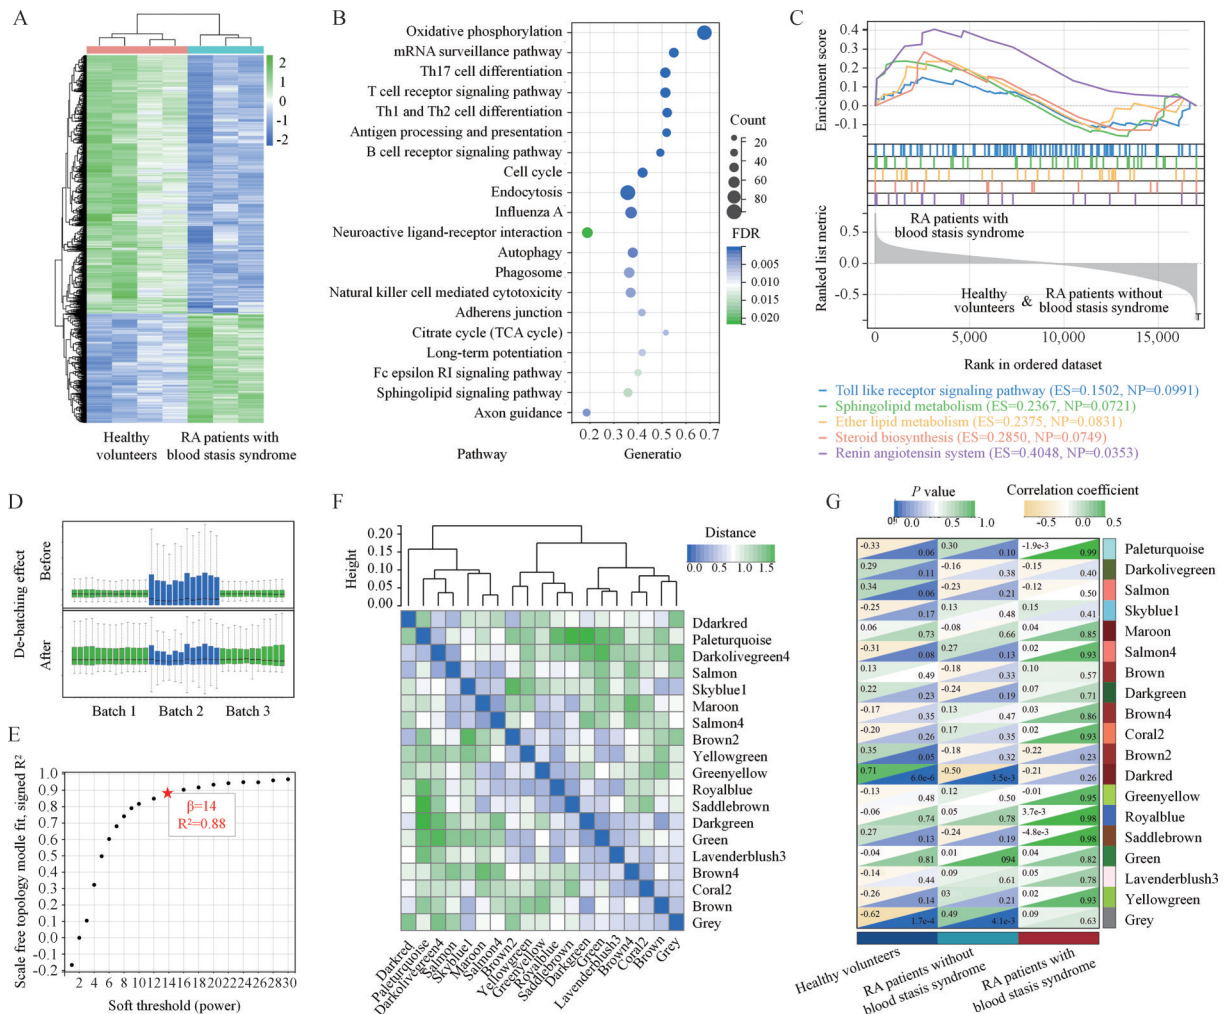 A
2
1
0
-1
-2
Healthy
volunteers
RA patients with
blood stasis syndrome
B
Oxidative phosphorylation
mRNA surveillance pathway
Th17 cell differentiation
T cell receptor signaling pathway
Th1 and Th2 cell differentiation
Antigen processing and presentation
B cell receptor signaling pathway
Cell cycle
Endocytosis
Influenza A
Neuroactive ligand-receptor interaction
Autophagy
Phagosome
Natural killer cell mediated cytotoxicity
Adherens junction
Citrate cycle (TCA cycle)
Long-term potentiation
Fc epsilon RI signaling pathway
Sphingolipid signaling pathway
Axon guidance
0.2 0.3 0.4 0.5 0.6 0.7
Pathway
Generatio
Count
20
40
60
80
100
FDR
0.005
0.010
0.015
0.020
C
Enrichment score
0.4
0.3
0.2
0.1
0.0
-0.1
Ranked list metric
0.5
0.0
-0.5
RA patients with
blood stasis syndrome
Healthy
volunteers
&
RA patients without
blood stasis syndrome
0 5,000 10,000 15,000
Rank in ordered dataset
Toll like receptor signaling pathway (ES=0.1502, NP=0.0991)
Sphingolipid metabolism (ES=0.2367, NP=0.0721)
Ether lipid metabolism (ES=0.2375, NP=0.0831)
Steroid biosynthesis (ES=0.2850, NP=0.0749)
Renin angiotensin system (ES=0.4048, NP=0.0353)
D
De-batching effect
Before
After
Batch 1 Batch 2 Batch 3
E
Scale free topology modle fit, signed R²
1.0
0.9
0.8
0.7
0.6
0.5
0.4
0.3
0.2
0.1
0.0
-0.1
-0.2
β=14
R²=0.88
2 4 6 8 10 12 14 16 18 20 22 24 26 28 30
Soft threshold (power)
F
Height
0.20
0.15
0.10
0.05
0.00
Distance
0.0 0.5 1.0 1.5
Ddarkred
Paleturquoise
Darkolivegreen4
Salmon
Skyblue1
Maroon
Salmon4
Brown2
Yellowgreen
Greenyellow
Royalblue
Saddlebrown
Darkgreen
Green
Lavenderblush3
Brown4
Coral2
Brown
Grey
Darkred
Paleturquoise
Darkolivegreen4
Salmon
Skyblue1
Maroon
Salmon4
Brown2
Yellowgreen
Greenyellow
Royalblue
Saddlebrown
Darkgreen
Green
Lavenderblush3
Brown4
Coral2
Brown
Grey
G
P value
0.0 0.5 1.0
Correlation coefficient
-0.5 0.0 0.5
-0.33 0.06 0.30 0.10 -1.9e-3 0.99 Paleturquoise
0.29 0.11 -0.16 0.38 -0.15 0.40 Darkolivegreen
0.34 0.06 -0.23 0.21 -0.12 0.50 Salmon
-0.25 0.17 0.13 0.48 0.15 0.41 Skyblue1
0.06 0.73 -0.08 0.66 0.04 0.85 Maroon
-0.31 0.08 0.27 0.13 0.02 0.93 Salmon4
0.13 0.49 -0.18 0.33 0.10 0.57 Brown
0.22 0.23 -0.24 0.19 0.07 0.71 Darkgreen
-0.17 0.35 0.13 0.47 0.03 0.86 Brown4
-0.20 0.26 0.17 0.35 0.02 0.93 Coral2
0.35 0.05 -0.18 0.32 -0.22 0.23 Brown2
0.71 6.0e-6 -0.50 3.5e-3 -0.21 0.26 Darkred
-0.13 0.48 0.12 0.50 -0.01 0.95 Greenyellow
-0.06 0.74 0.05 0.78 3.7e-3 0.98 Royalblue
0.27 0.13 -0.24 0.19 -4.8e-3 0.98 Saddlebrown
-0.04 0.81 0.01 094 0.04 0.82 Green
-0.14 0.44 0.09 0.61 0.05 0.78 Lavenderblush3
-0.26 0.14 03 0.21 0.02 0.93 Yellowgreen
-0.62 1.7e-4 0.49 4.1e-3 0.09 0.63 Grey
Healthy volunteers
RA patients without
blood stasis syndrome
RA patients with
blood stasis syndrome